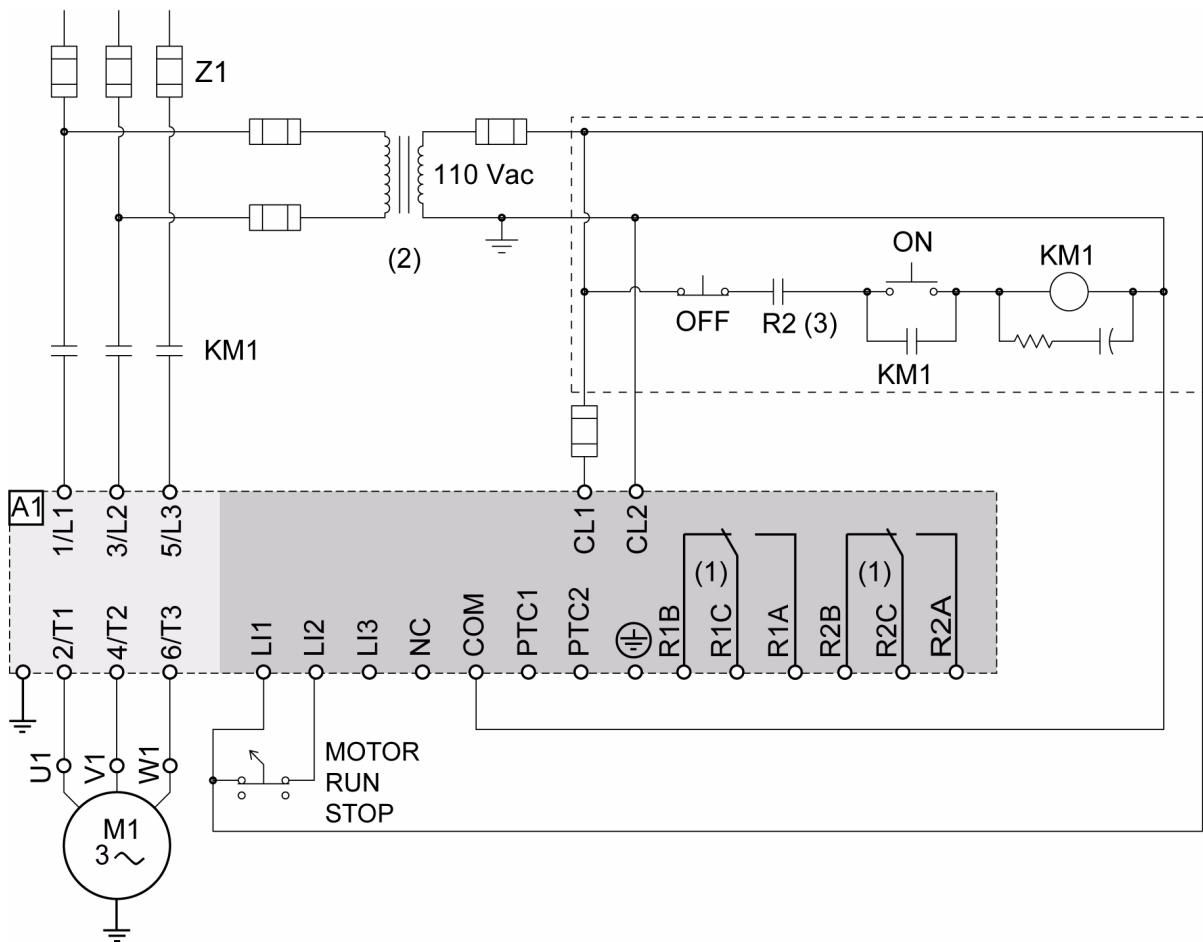 Z1
110 Vac
(2)
ON
KM1
OFF
R2 (3)
KM1
KM1
A1
1/L1
3/L2
5/L3
CL1
CL2
2/T1
4/T2
6/T3
LI1
LI2
LI3
NC
COM
PTC1
PTC2
R1B
(1)
R1C
R1A
R2B
(1)
R2C
R2A
U1
V1
W1
MOTOR
RUN
STOP
M1
3